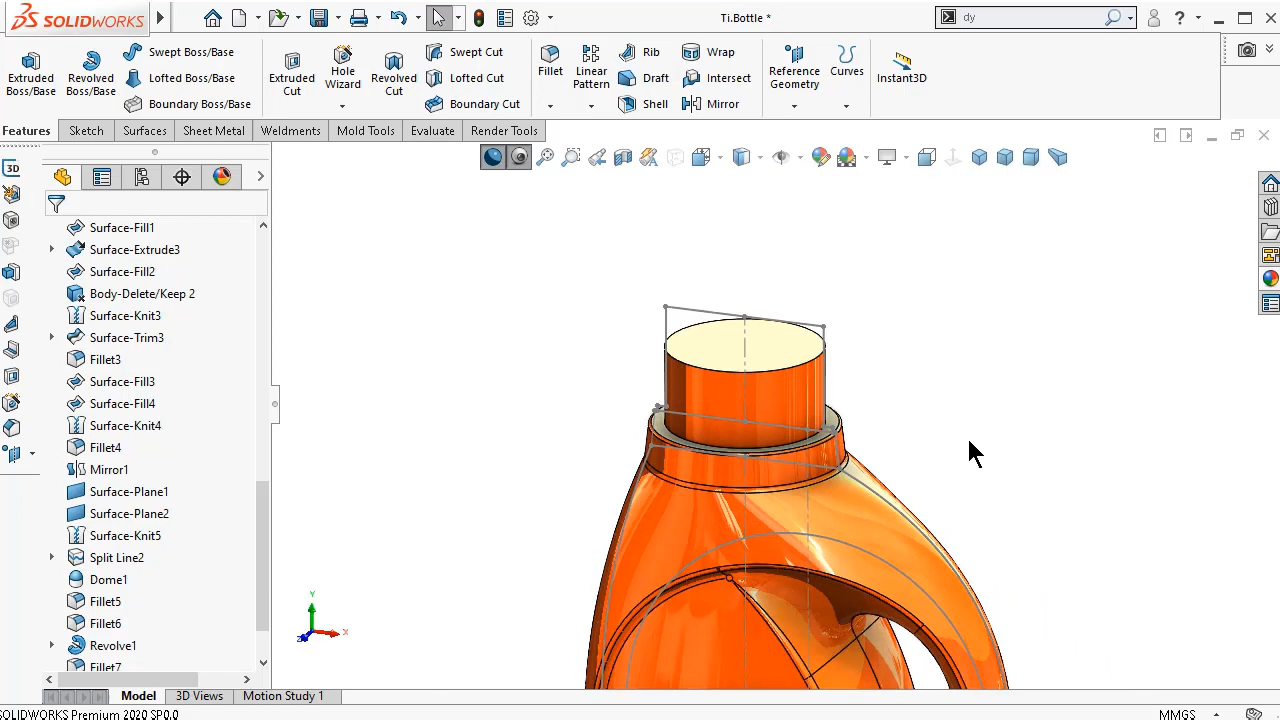 SOLIDWORKS
Ti.Bottle *
dy
Extruded Boss/Base
Revolved Boss/Base
Swept Boss/Base
Lofted Boss/Base
Boundary Boss/Base
Extruded Cut
Hole Wizard
Revolved Cut
Swept Cut
Lofted Cut
Boundary Cut
Fillet
Linear Pattern
Rib
Draft
Shell
Wrap
Intersect
Mirror
Reference Geometry
Curves
Instant3D
Features
Sketch
Surfaces
Sheet Metal
Weldments
Mold Tools
Evaluate
Render Tools
3D
Surface-Fill1
Surface-Extrude3
Surface-Fill2
Body-Delete/Keep 2
Surface-Knit3
Surface-Trim3
Fillet3
Surface-Fill3
Surface-Fill4
Surface-Knit4
Fillet4
Mirror1
Surface-Plane1
Surface-Plane2
Surface-Knit5
Split Line2
Dome1
Fillet5
Fillet6
Revolve1
Fillet7
Y
X
Z
Model
3D Views
Motion Study 1
SOLIDWORKS Premium 2020 SP0.0
MMGS